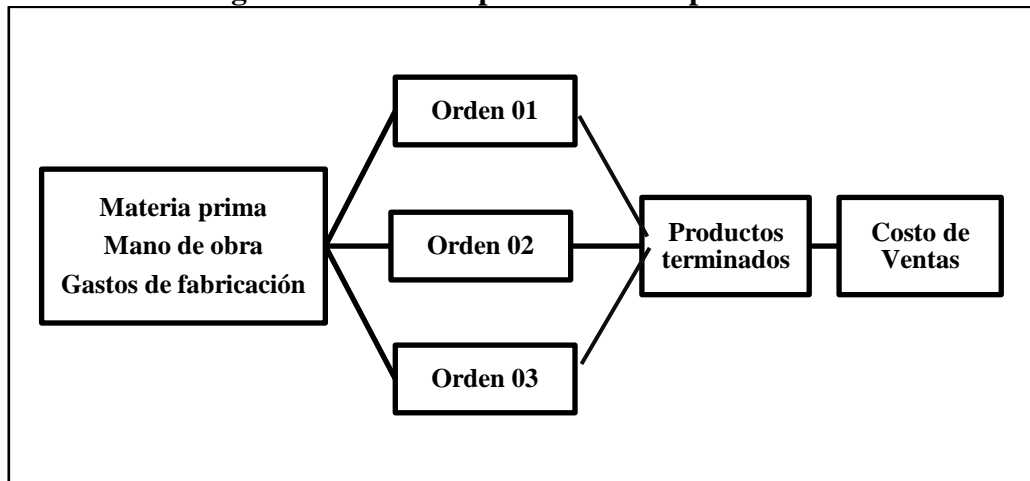 Materia prima
Mano de obra
Gastos de fabricación
Orden 01
Orden 02
Orden 03
Productos
terminados
Costo de
Ventas